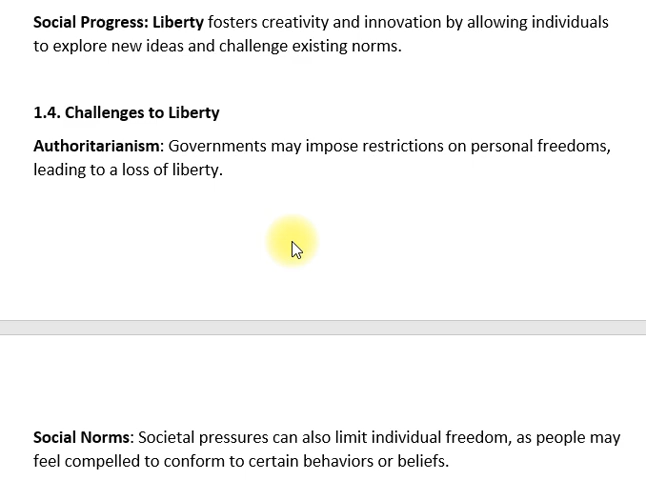 Social Progress: Liberty fosters creativity and innovation by allowing individuals
to explore new ideas and challenge existing norms.
1.4. Challenges to Liberty
Authoritarianism: Governments may impose restrictions on personal freedoms,
leading to a loss of liberty.
Social Norms: Societal pressures can also limit individual freedom, as people may
feel compelled to conform to certain behaviors or beliefs.